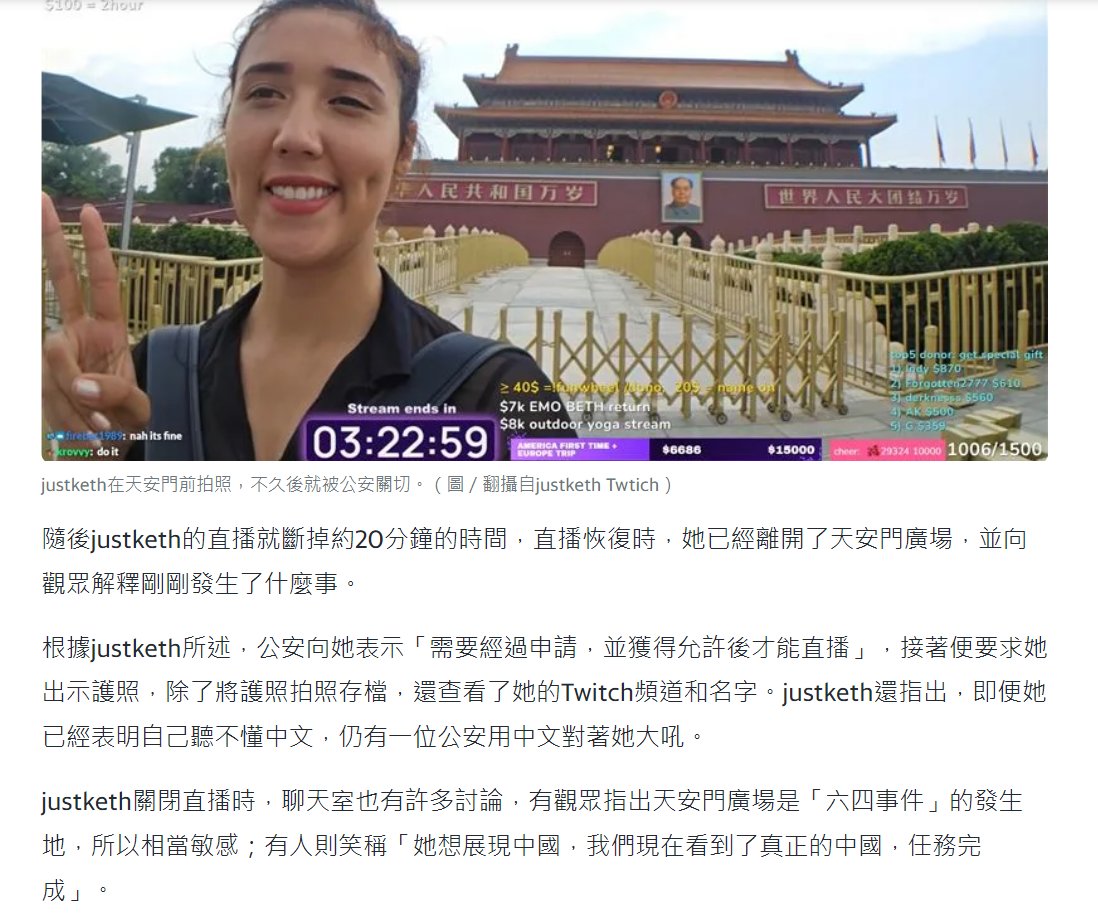 $100 = 2hour
华人民共和国万岁
世界人民大团结万岁
top5 donor: get special gift
1) Indy $870
2) Forgotten2777 $610
3) derknesss $560
4) AK $500
5) G $359
≥ 40$ =!funwheel
20$ = name on
$7k EMO BETH return
$8k outdoor yoga stream
Stream ends in
03:22:59
nah its fine
krovvy: do it
AMERICA FIRST TIME +
EUROPE TRIP
$6686
$15000
cheer: 29324 10000
1006/1500
justketh在天安門前拍照，不久後就被公安關切。（圖／翻攝自justketh Twtich）
隨後justketh的直播就斷掉約20分鐘的時間，直播恢復時，她已經離開了天安門廣場，並向
觀眾解釋剛剛發生了什麼事。
根據justketh所述，公安向她表示「需要經過申請，並獲得允許後才能直播」，接著便要求她
出示護照，除了將護照拍照存檔，還查看了她的Twitch頻道和名字。justketh還指出，即便她
已經表明自己聽不懂中文，仍有一位公安用中文對著她大吼。
justketh關閉直播時，聊天室也有許多討論，有觀眾指出天安門廣場是「六四事件」的發生
地，所以相當敏感；有人則笑稱「她想展現中國，我們現在看到了真正的中國，任務完
成」。